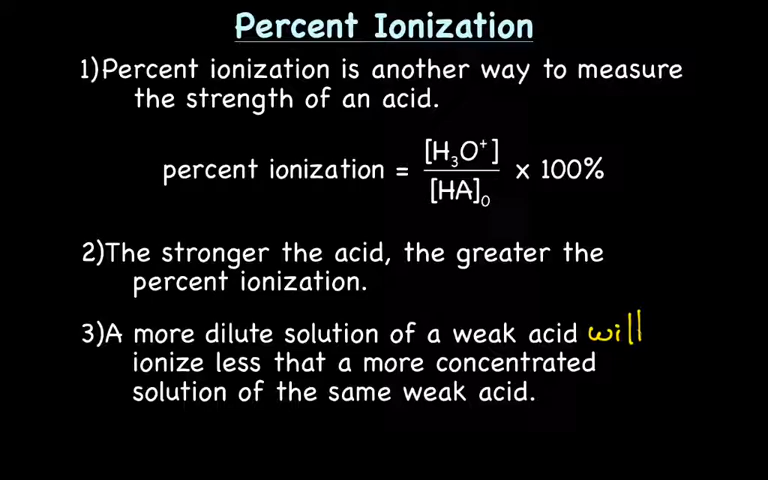 Percent Ionization
1)Percent ionization is another way to measure
the strength of an acid.
percent ionization = [H₃O⁺] / [HA]₀ x 100%
2)The stronger the acid, the greater the
percent ionization.
3)A more dilute solution of a weak acid will
ionize less that a more concentrated
solution of the same weak acid.